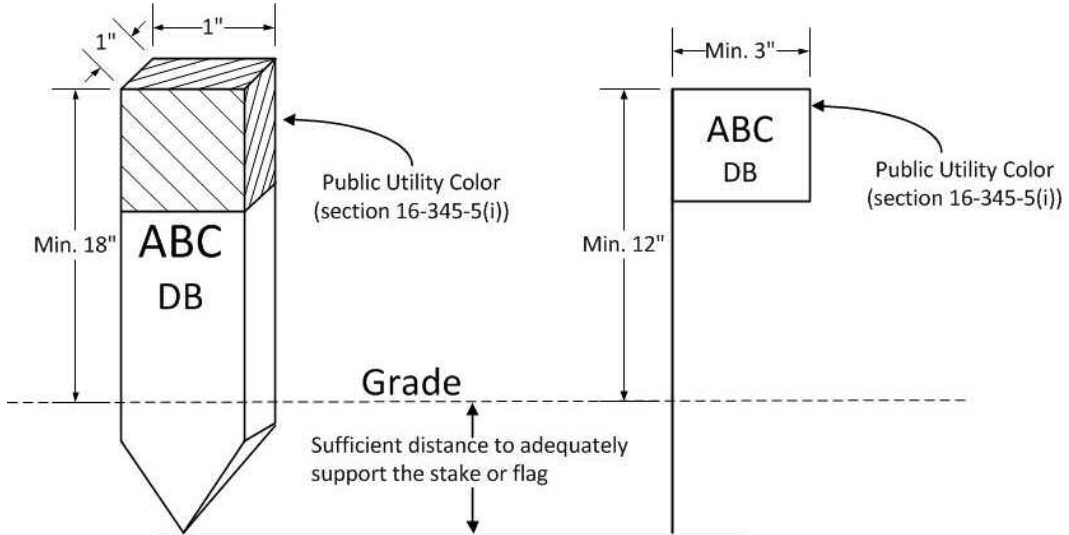 1"
1"
Min. 3"
ABC
DB
Public Utility Color
(section 16-345-5(i))
Public Utility Color
(section 16-345-5(i))
Min. 18"
ABC
DB
Min. 12"
Grade
Sufficient distance to adequately
support the stake or flag